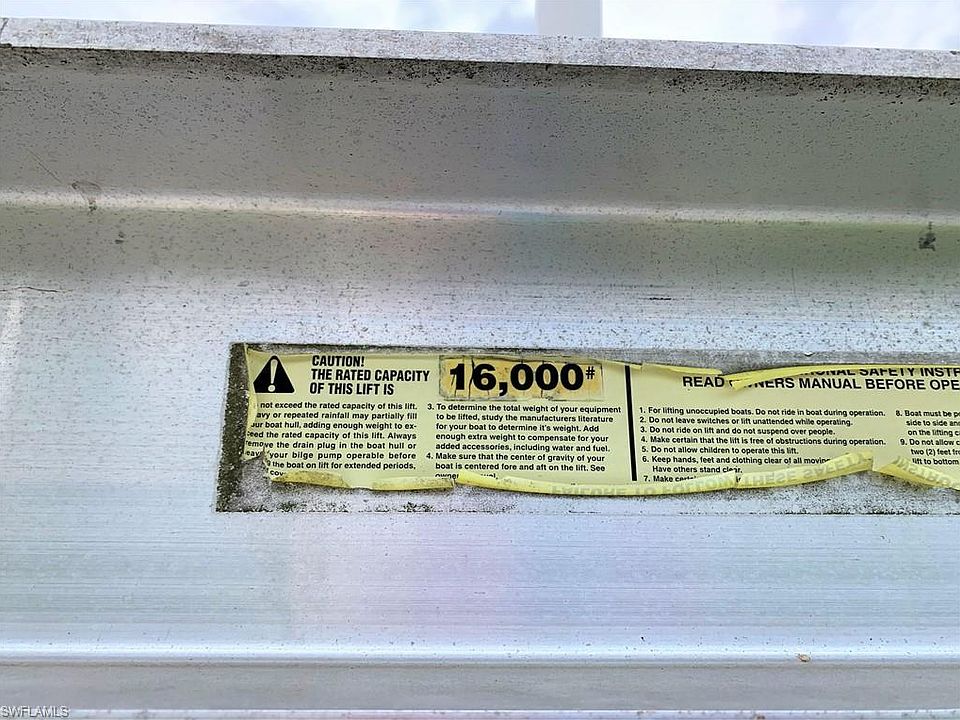 CAUTION!
THE RATED CAPACITY
OF THIS LIFT IS
16,000#
not exceed the rated capacity of this lift.
or repeated rainfall may partially fill
boat hull, adding enough weight to ex-
the rated capacity of this lift. Always
the drain plug in the boat hull or
your bilge pump operable before
the boat on lift for extended periods,
3. To determine the total weight of your equipment
to be lifted, study the manufacturers literature
for your boat to determine it's weight. Add
enough extra weight to compensate for your
added accessories, including water and fuel.
4. Make sure that the center of gravity of your
boat is centered fore and aft on the lift. See
SAFETY
READ MANUAL BEFORE
1. For lifting unoccupied boats. Do not ride in boat during operation.
2. Do not leave switches or lift unattended while operating.
3. Do not ride on lift and do not suspend over people.
4. Make certain that the lift is free of obstructions during operation.
5. Do not allow children to operate this lift.
6. Keep hands, feet and clothing clear of all moving
Have others stand clear.
7. Make
8. Boat must be
side to side and
on the lifting
9. Do not allow
two (2) feet
lift to bottom
SWFLAMLS